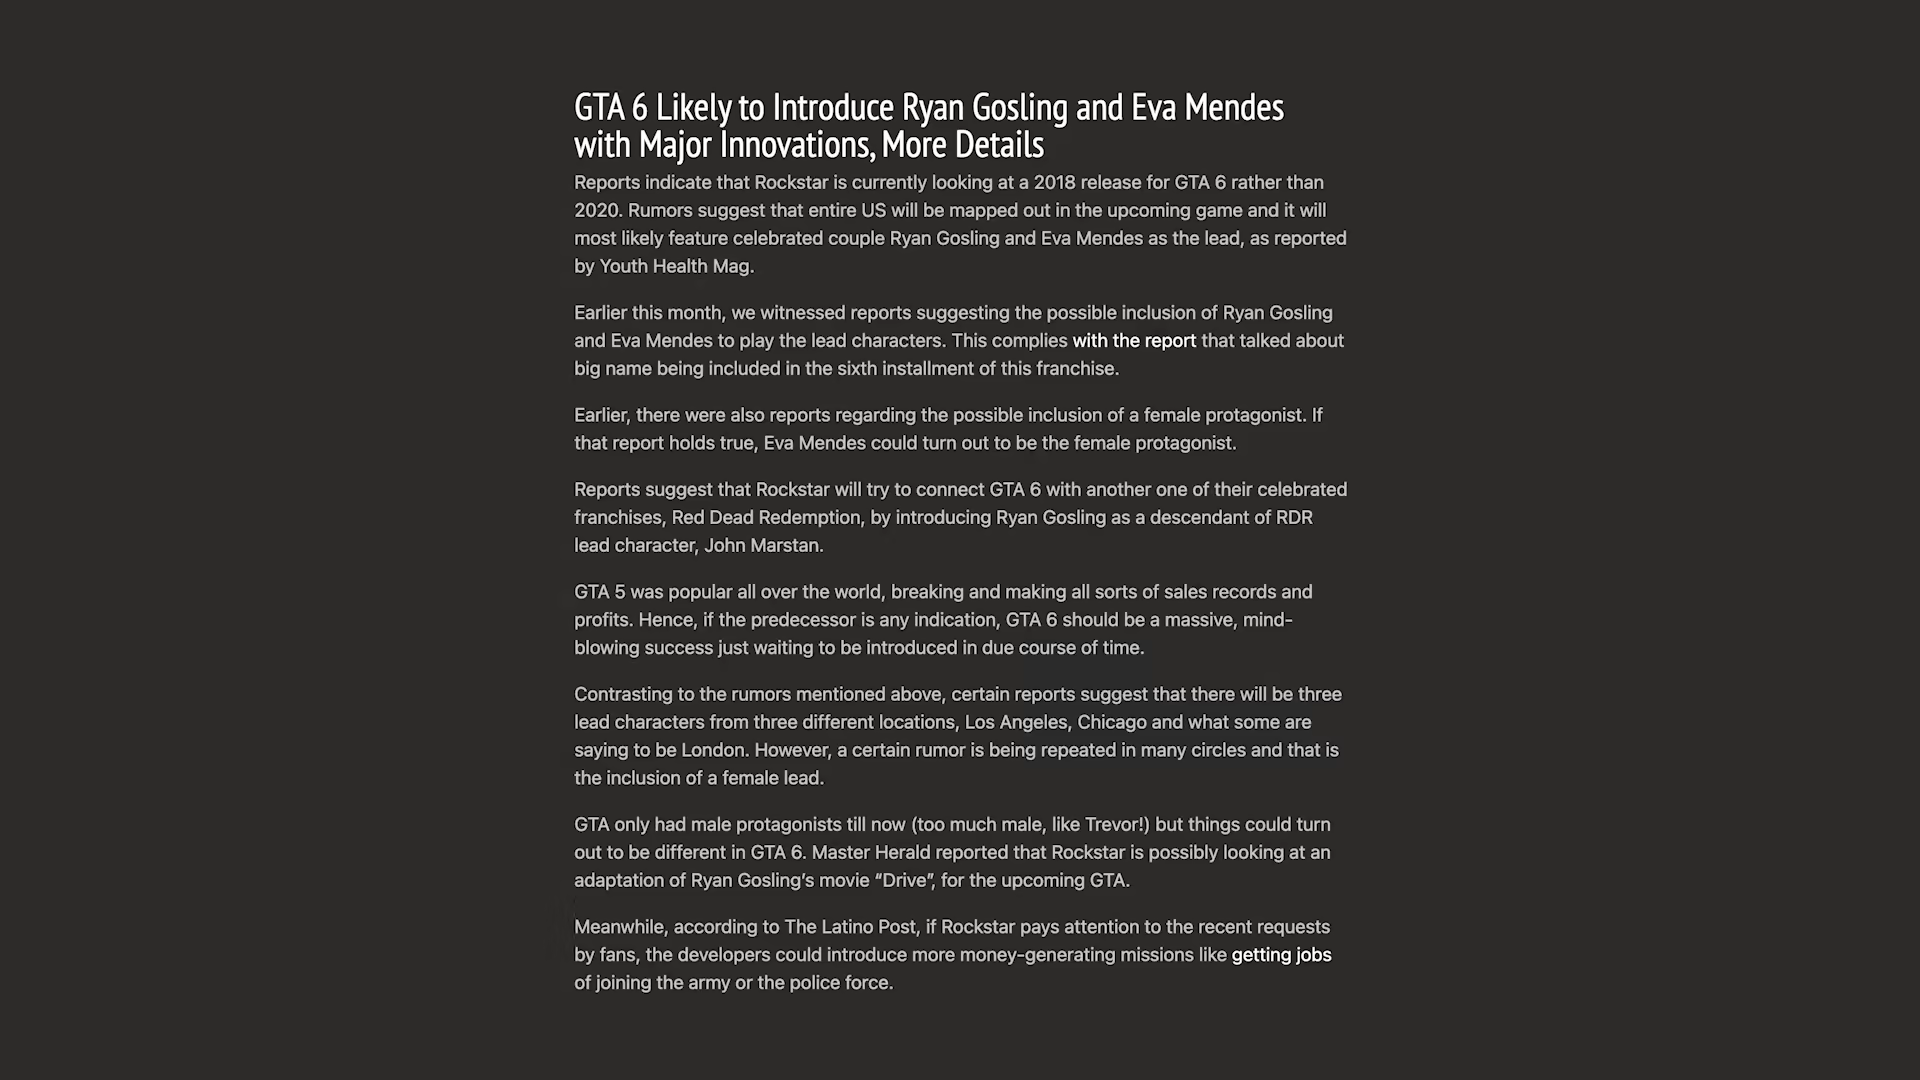 GTA 6 Likely to Introduce Ryan Gosling and Eva Mendes
with Major Innovations, More Details
Reports indicate that Rockstar is currently looking at a 2018 release for GTA 6 rather than
2020. Rumors suggest that entire US will be mapped out in the upcoming game and it will
most likely feature celebrated couple Ryan Gosling and Eva Mendes as the lead, as reported
by Youth Health Mag.
Earlier this month, we witnessed reports suggesting the possible inclusion of Ryan Gosling
and Eva Mendes to play the lead characters. This complies with the report that talked about
big name being included in the sixth installment of this franchise.
Earlier, there were also reports regarding the possible inclusion of a female protagonist. If
that report holds true, Eva Mendes could turn out to be the female protagonist.
Reports suggest that Rockstar will try to connect GTA 6 with another one of their celebrated
franchises, Red Dead Redemption, by introducing Ryan Gosling as a descendant of RDR
lead character, John Marstan.
GTA 5 was popular all over the world, breaking and making all sorts of sales records and
profits. Hence, if the predecessor is any indication, GTA 6 should be a massive, mind-
blowing success just waiting to be introduced in due course of time.
Contrasting to the rumors mentioned above, certain reports suggest that there will be three
lead characters from three different locations, Los Angeles, Chicago and what some are
saying to be London. However, a certain rumor is being repeated in many circles and that is
the inclusion of a female lead.
GTA only had male protagonists till now (too much male, like Trevor!) but things could turn
out to be different in GTA 6. Master Herald reported that Rockstar is possibly looking at an
adaptation of Ryan Gosling’s movie “Drive”, for the upcoming GTA.
Meanwhile, according to The Latino Post, if Rockstar pays attention to the recent requests
by fans, the developers could introduce more money-generating missions like getting jobs
of joining the army or the police force.